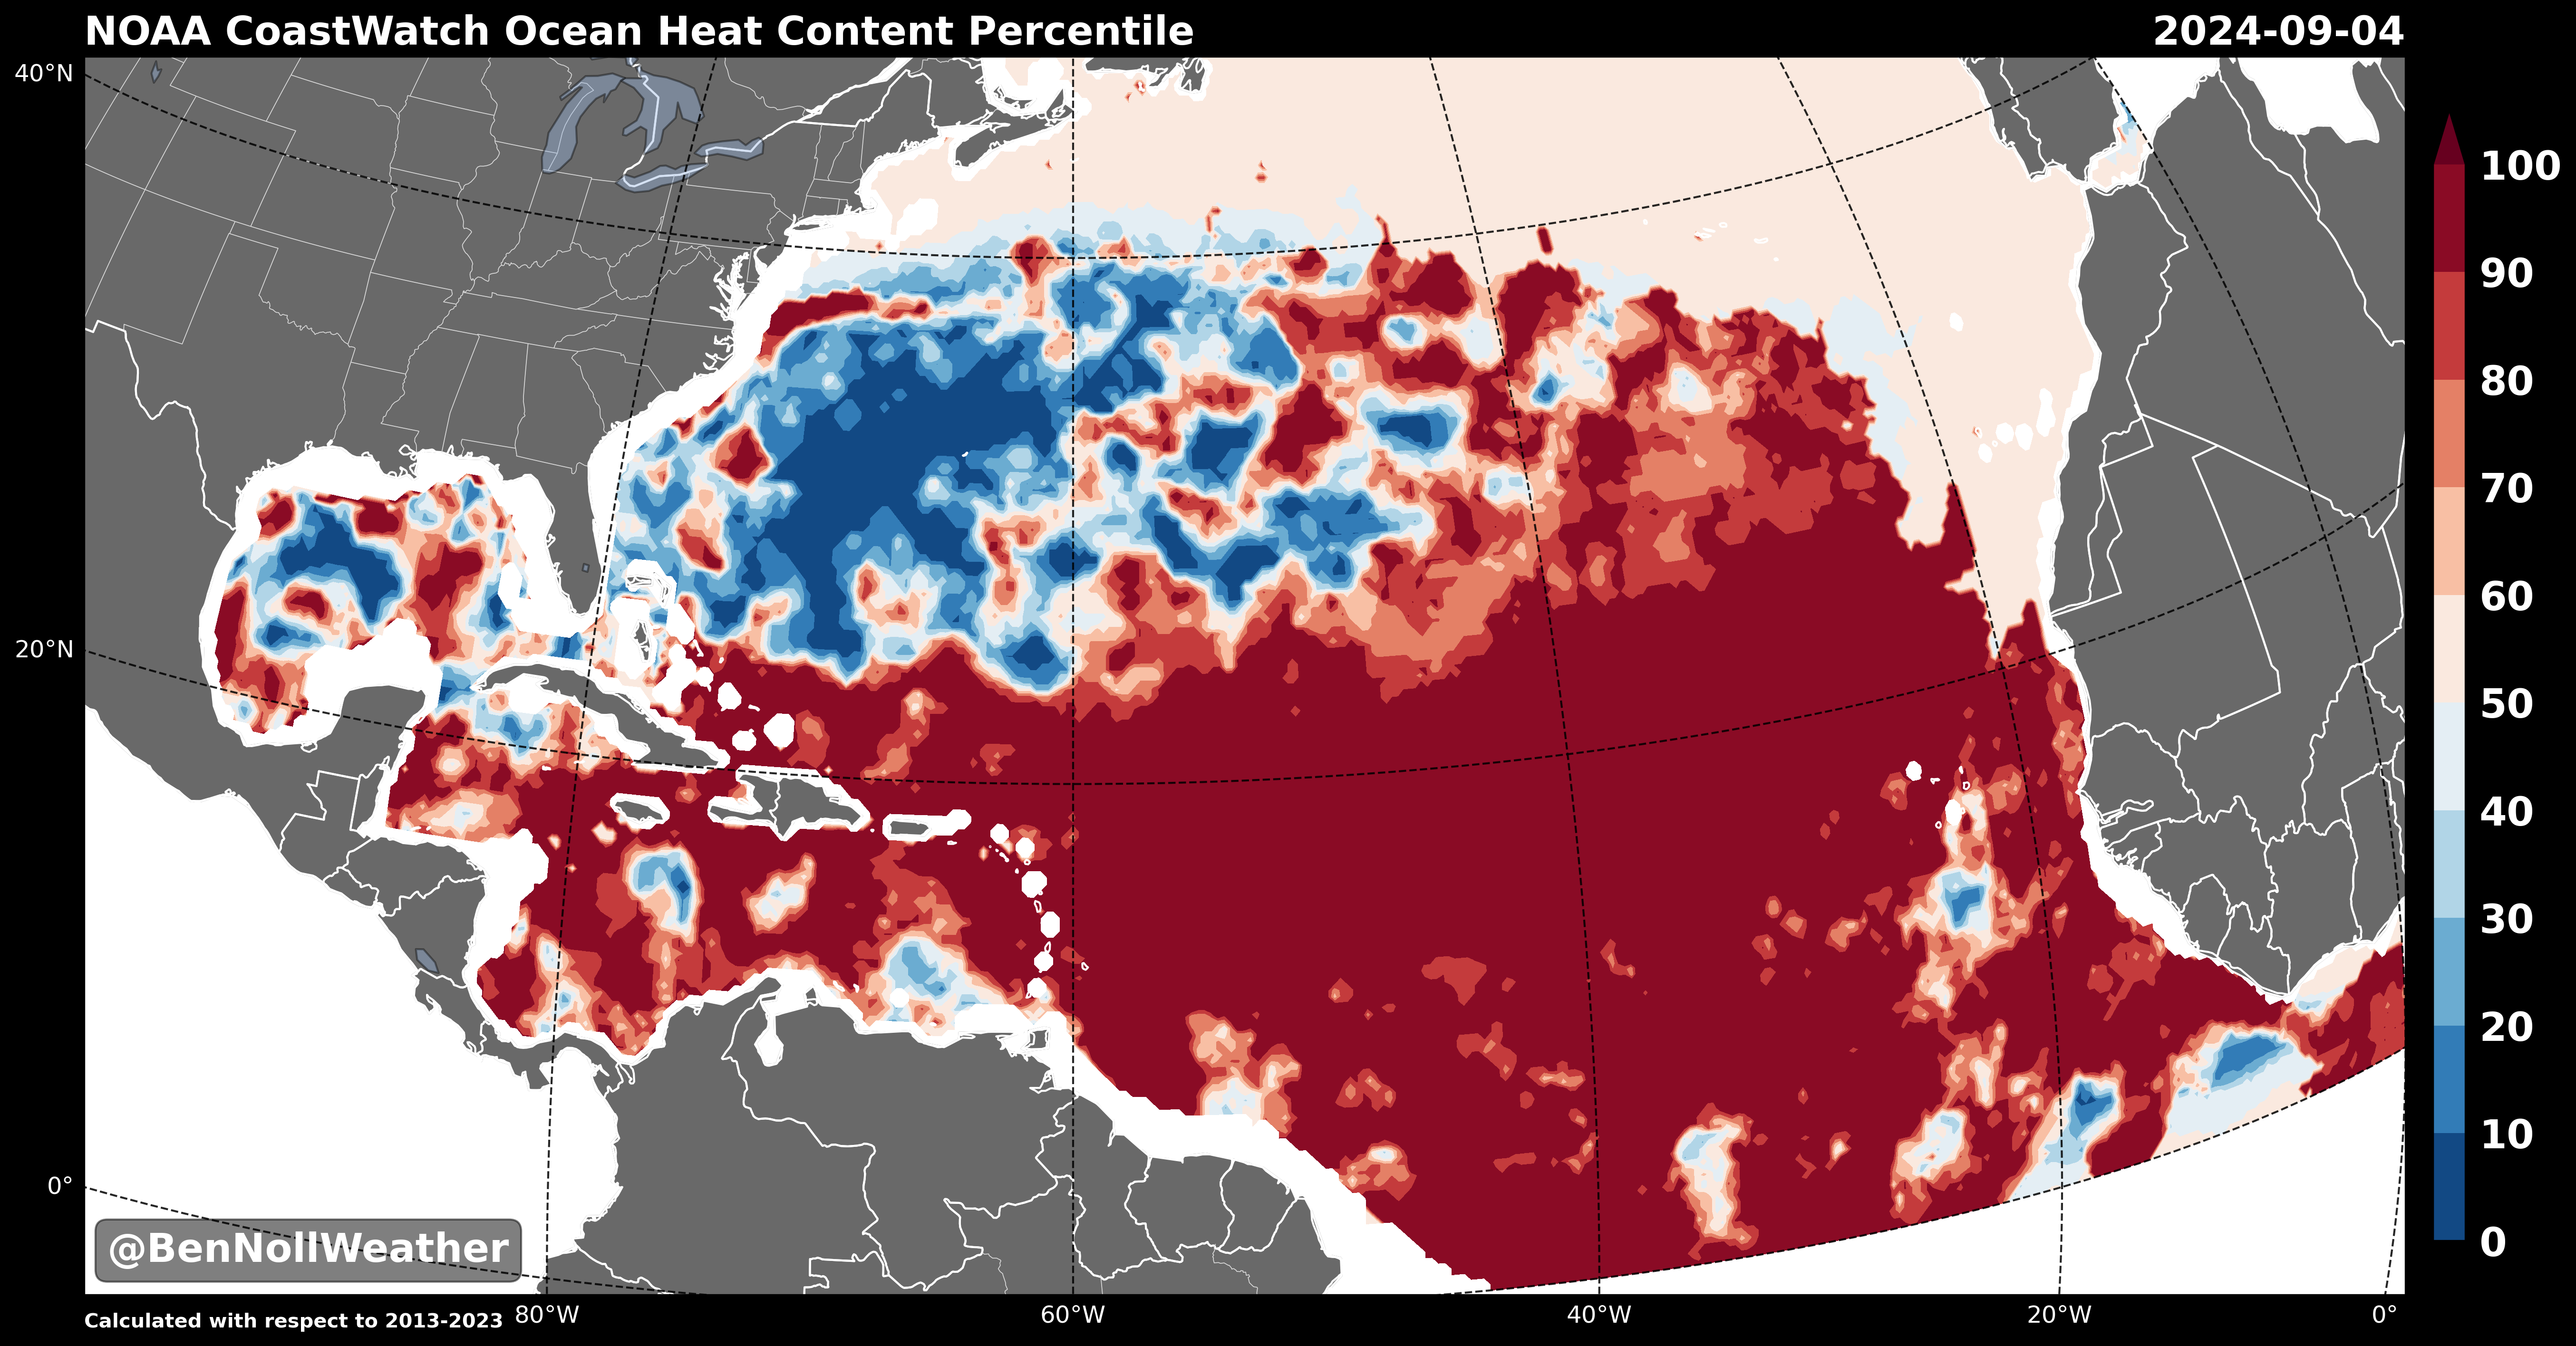 NOAA CoastWatch Ocean Heat Content Percentile 2024-09-04
40°N
20°N
0°
100
90
80
70
60
50
40
30
20
10
0
@BenNollWeather
Calculated with respect to 2013-2023
80°W 60°W 40°W 20°W 0°